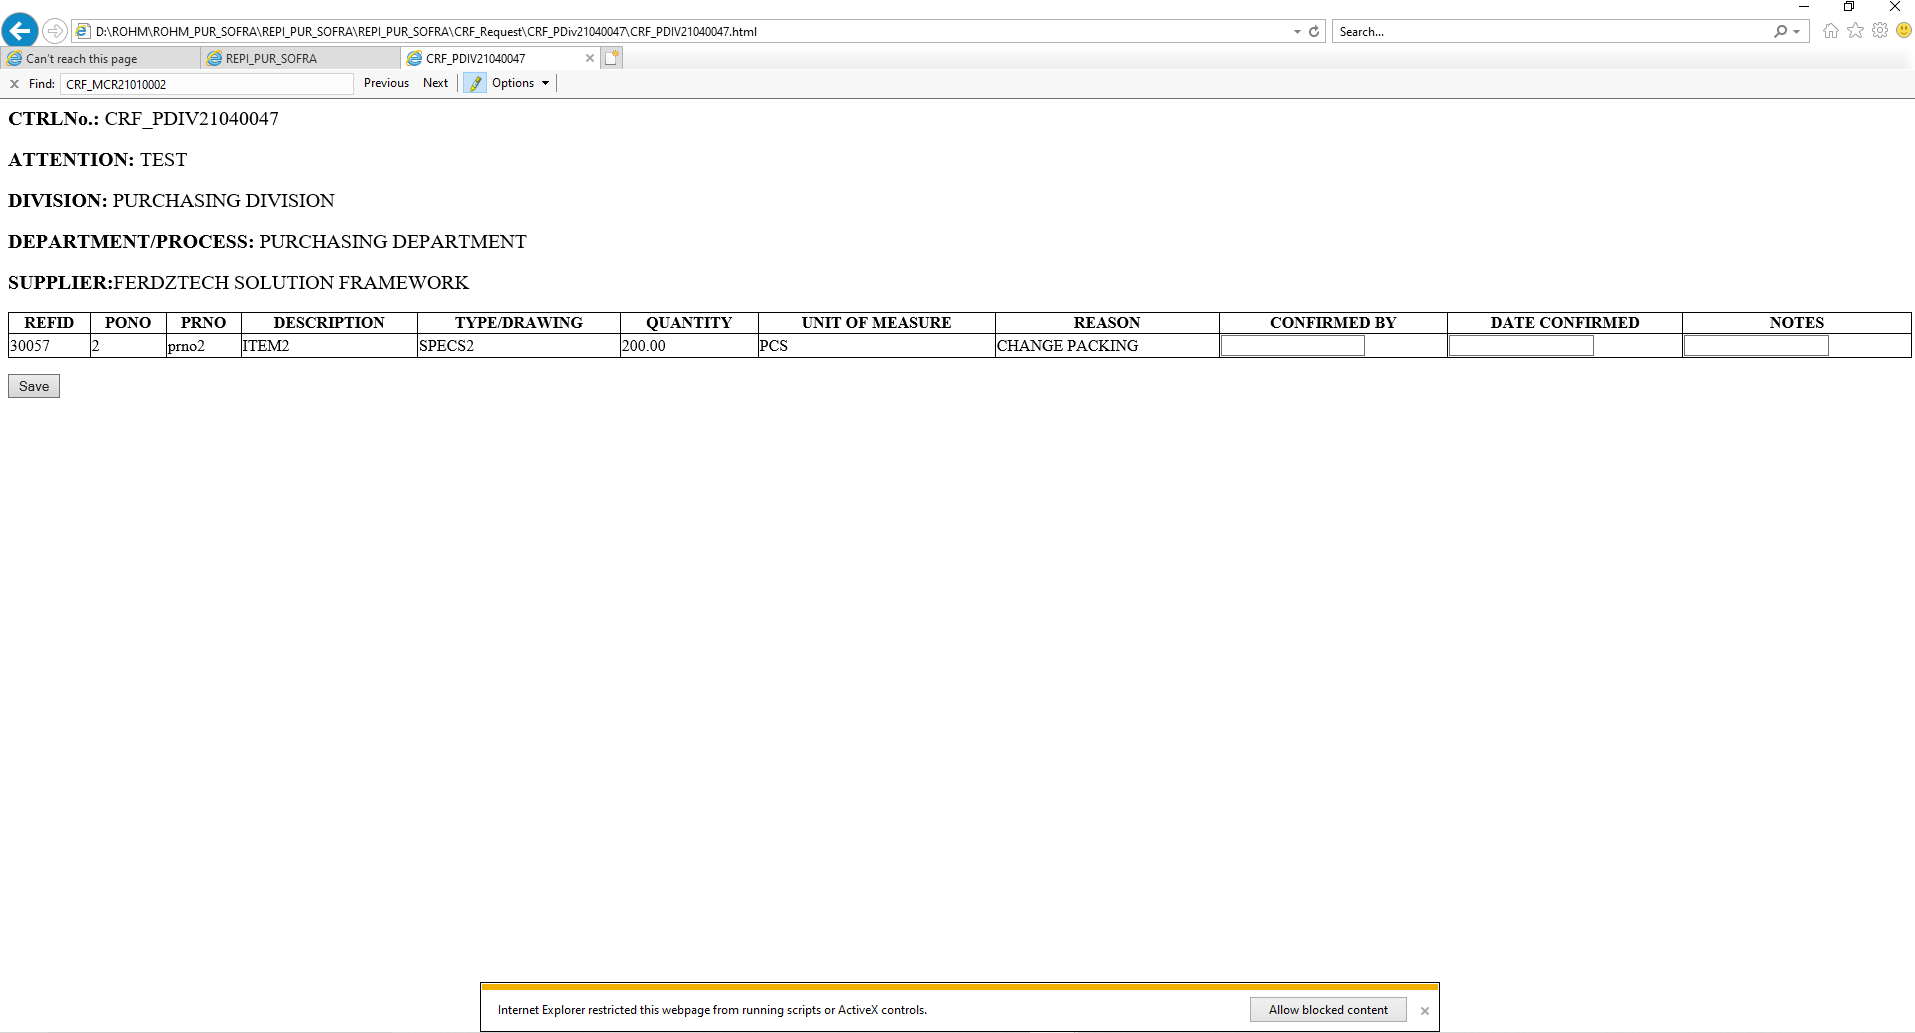 D:\ROHM\ROHM_PUR_SOFRA\REPI_PUR_SOFRA\REPI_PUR_SOFRA\CRF_Request\CRF_PDiv21040047\CRF_PDIV21040047.html Search...
Can't reach this page REPI_PUR_SOFRA CRF_PDIV21040047
x Find: CRF_MCR21010002 Previous Next Options
CTRLNo.: CRF_PDIV21040047
ATTENTION: TEST
DIVISION: PURCHASING DIVISION
DEPARTMENT/PROCESS: PURCHASING DEPARTMENT
SUPPLIER:FERDZTECH SOLUTION FRAMEWORK
REFID PONO PRNO DESCRIPTION TYPE/DRAWING QUANTITY UNIT OF MEASURE REASON CONFIRMED BY DATE CONFIRMED NOTES
30057 2 prno2 ITEM2 SPECS2 200.00 PCS CHANGE PACKING
Save
Internet Explorer restricted this webpage from running scripts or ActiveX controls. Allow blocked content